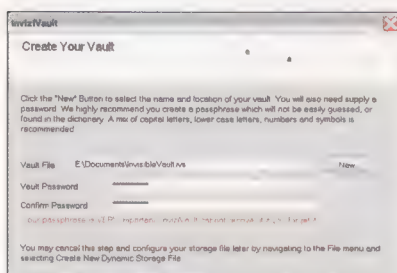 InvisiVault
Create Your Vault
Click the "New" Button to select the name and location of your vault. You will also need supply a
password. We highly recommend you create a passphrase which will not be easily guessed, or
found in the dictionary. A mix of capital letters, lower case letters, numbers and symbols is
recommended
Vault File E:\Documents\InvisibleVault.ivs New...
Vault Password
Confirm Password
You may cancel this step and configure your storage file later by navigating to the File menu and
selecting Create New Dynamic Storage File